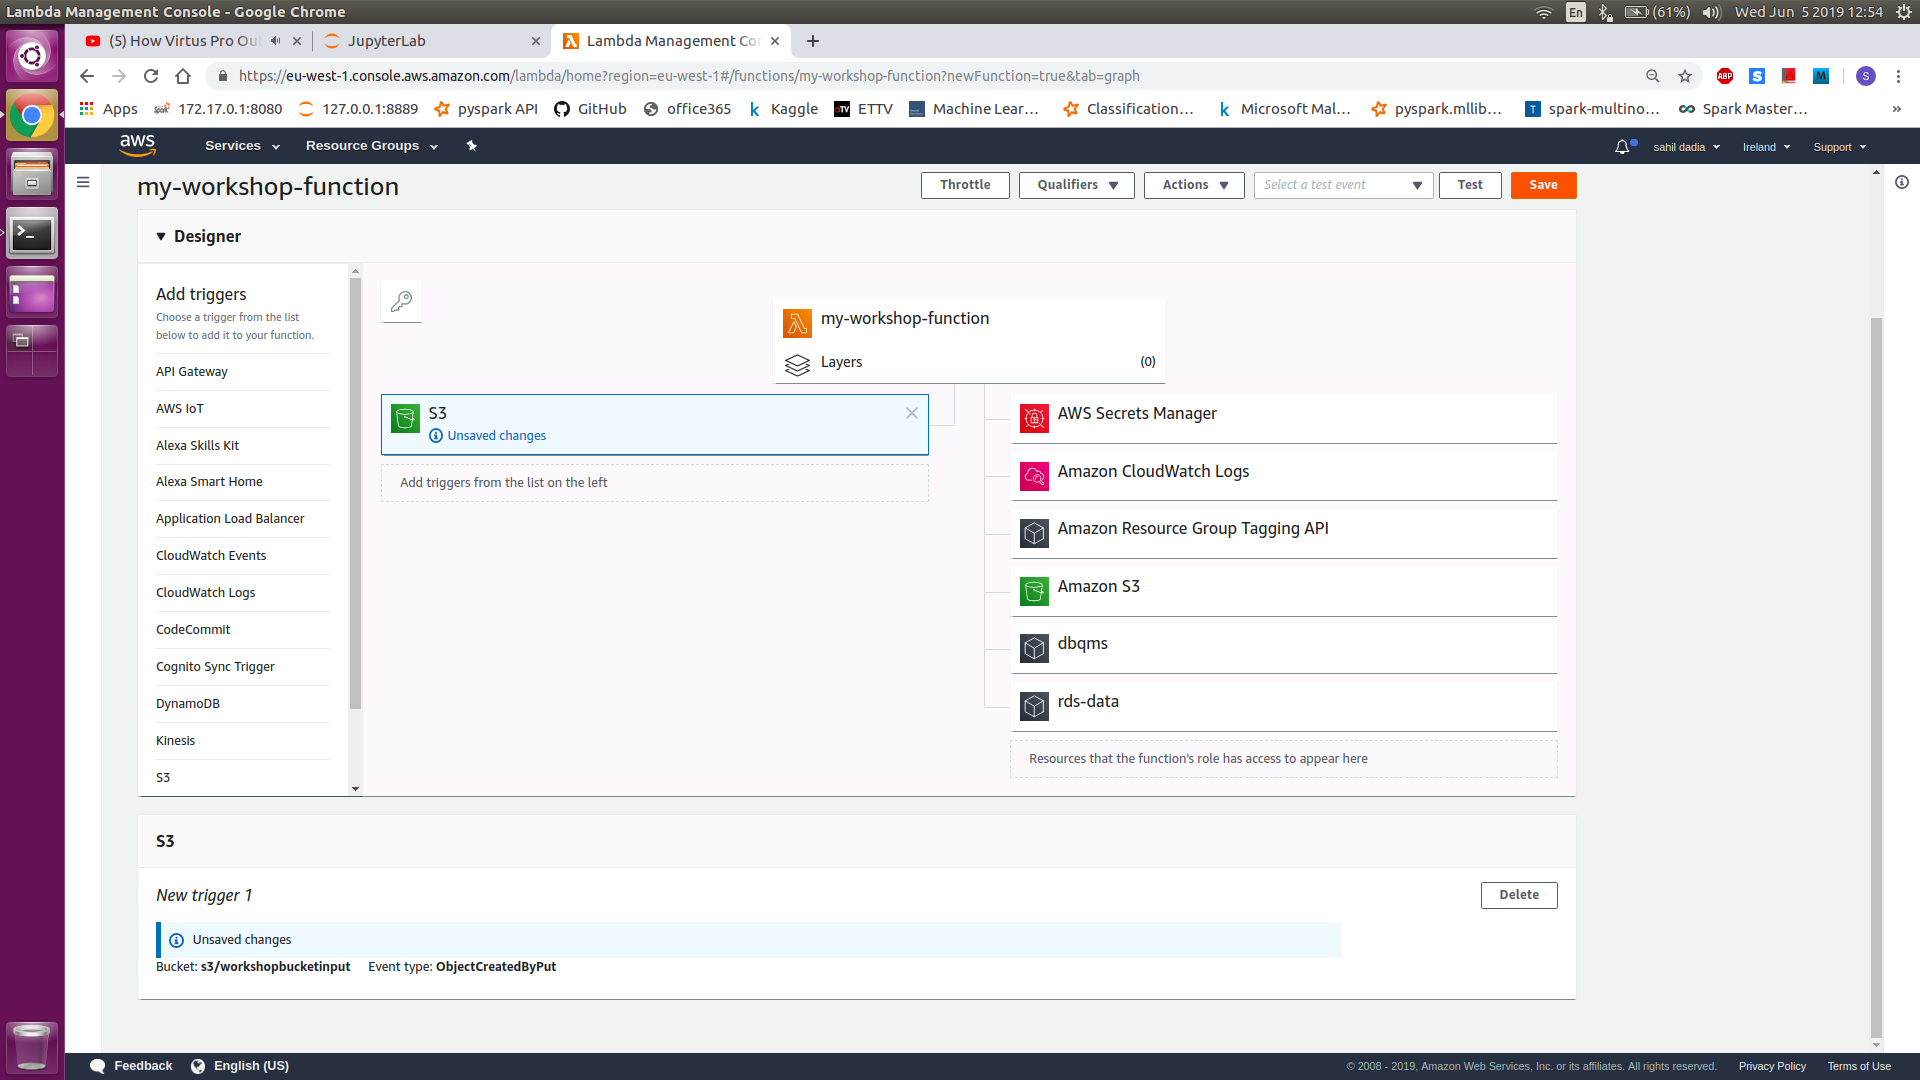 Lambda Management Console - Google Chrome
En
(61%)
Wed Jun 5 2019 12:54
(5) How Virtus Pro Ou
JupyterLab
Lambda Management Co
https://eu-west-1.console.aws.amazon.com/lambda/home?region=eu-west-1#/functions/my-workshop-function?newFunction=true&tab=graph
ABP
S
M
S
Apps
172.17.0.1:8080
127.0.0.1:8889
pyspark API
GitHub
office365
k Kaggle
ETTV
Machine Lear...
Classification...
k Microsoft Mal...
pyspark.mllib...
T spark-multino...
Spark Master...
»
aws
Services
Resource Groups
sahil dadia
Ireland
Support
my-workshop-function
Throttle
Qualifiers
Actions
Select a test event
Test
Save
Designer
Add triggers
Choose a trigger from the list
below to add it to your function.
API Gateway
AWS IoT
Alexa Skills Kit
Alexa Smart Home
Application Load Balancer
CloudWatch Events
CloudWatch Logs
CodeCommit
Cognito Sync Trigger
DynamoDB
Kinesis
S3
my-workshop-function
Layers
(0)
S3
Unsaved changes
Add triggers from the list on the left
AWS Secrets Manager
Amazon CloudWatch Logs
Amazon Resource Group Tagging API
Amazon S3
dbqms
rds-data
Resources that the function's role has access to appear here
S3
New trigger 1
Delete
Unsaved changes
Bucket: s3/workshopbucketinput Event type: ObjectCreatedByPut
Feedback
English (US)
© 2008 - 2019, Amazon Web Services, Inc. or its affiliates. All rights reserved.
Privacy Policy
Terms of Use